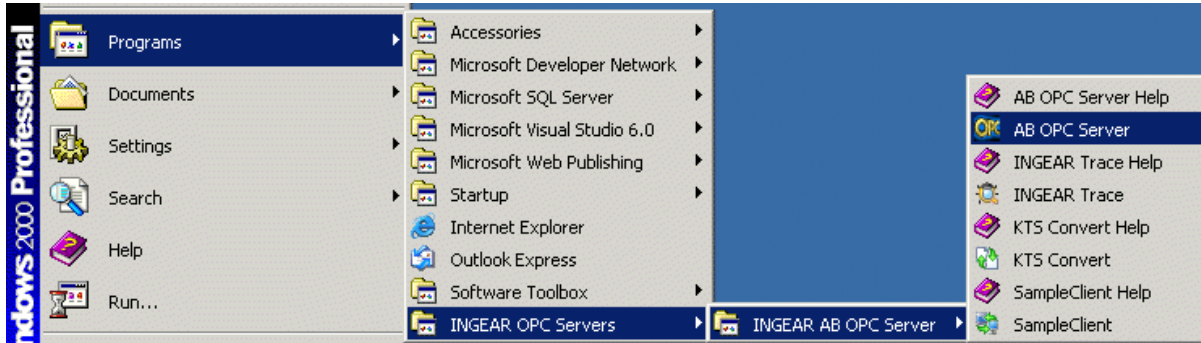 ndows 2000 Professional
Programs
Documents
Settings
Search
Help
Run...
Accessories
Microsoft Developer Network
Microsoft SQL Server
Microsoft Visual Studio 6.0
Microsoft Web Publishing
Startup
Internet Explorer
Outlook Express
Software Toolbox
INGEAR OPC Servers
INGEAR AB OPC Server
AB OPC Server Help
OPC AB OPC Server
INGEAR Trace Help
INGEAR Trace
KTS Convert Help
KTS Convert
SampleClient Help
SampleClient